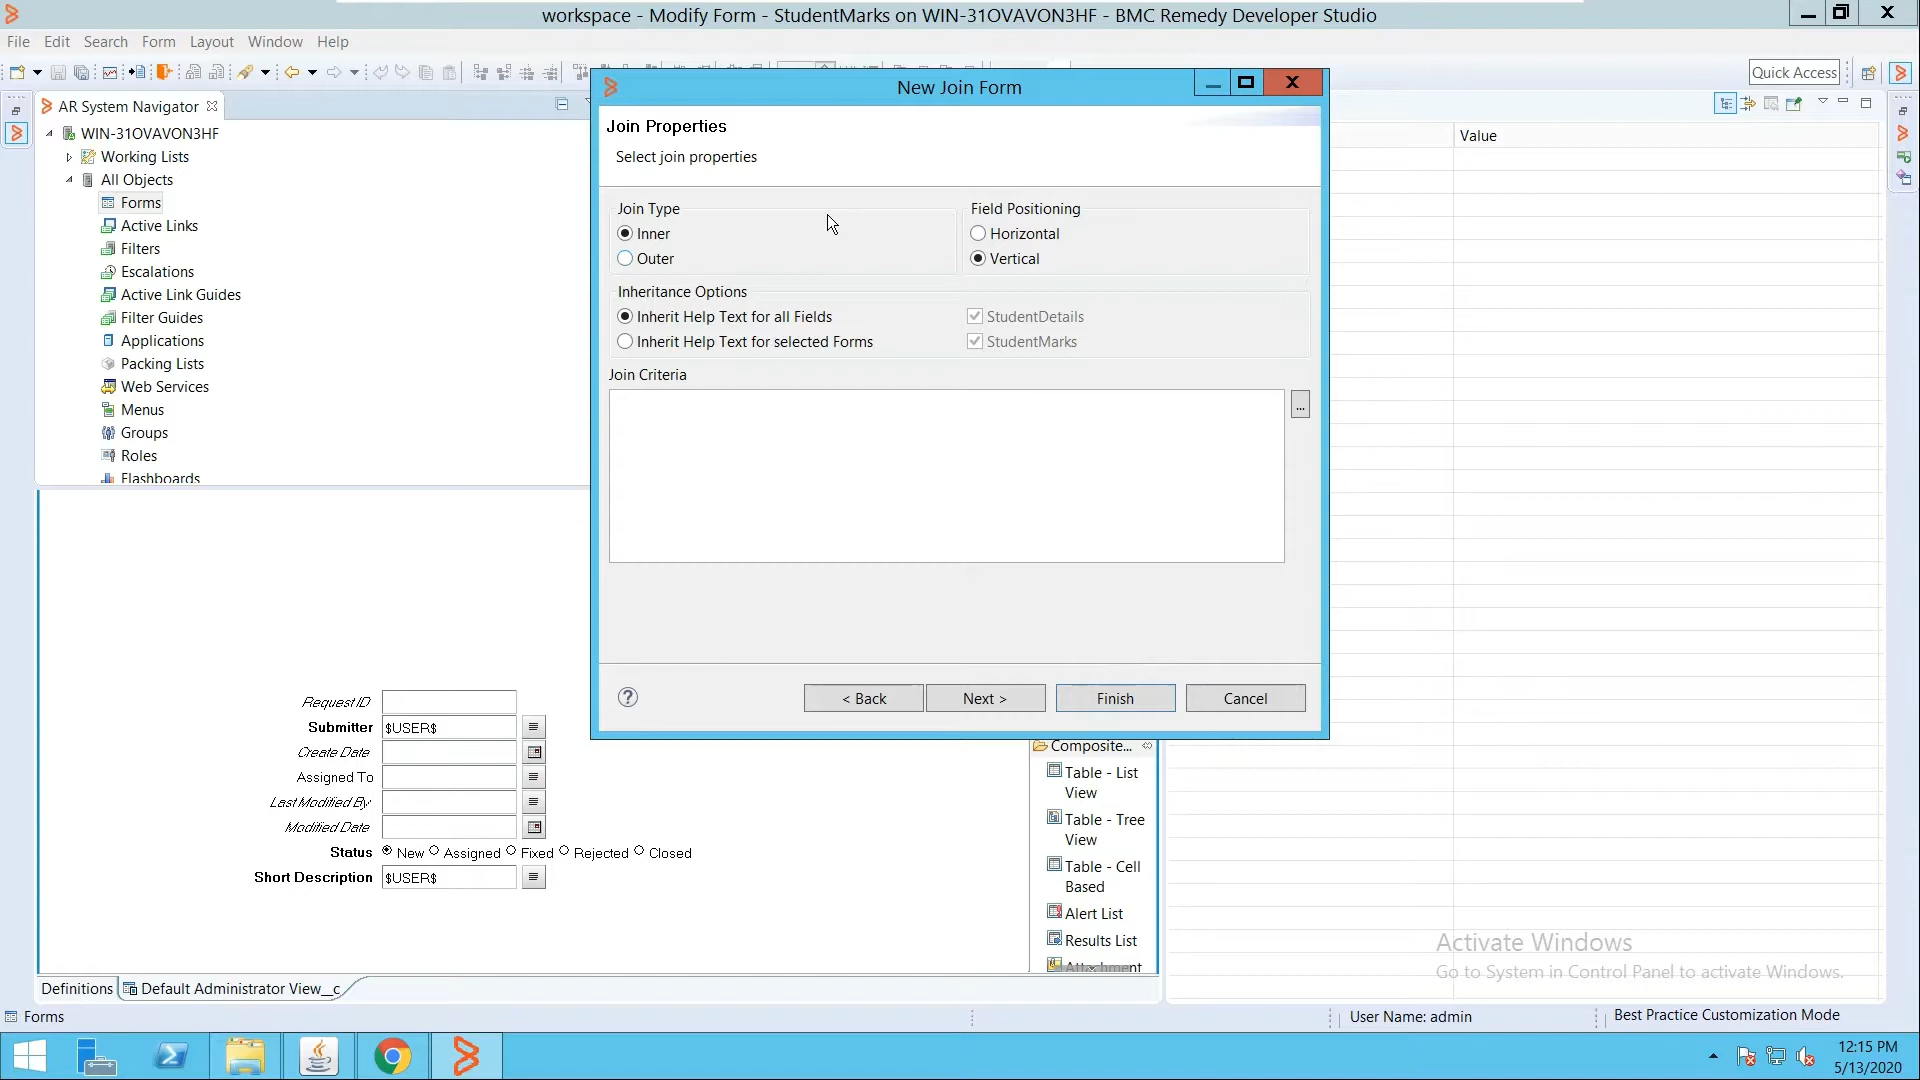 workspace - Modify Form - StudentMarks on WIN-31OVAVON3HF - BMC Remedy Developer Studio
File Edit Search Form Layout Window Help
Quick Access
AR System Navigator
WIN-31OVAVON3HF
Working Lists
All Objects
Forms
Active Links
Filters
Escalations
Active Link Guides
Filter Guides
Applications
Packing Lists
Web Services
Menus
Groups
Roles
Flashboards
New Join Form
Join Properties
Select join properties
Join Type
Inner
Outer
Field Positioning
Horizontal
Vertical
Inheritance Options
Inherit Help Text for all Fields
Inherit Help Text for selected Forms
StudentDetails
StudentMarks
Join Criteria
...
< Back Next > Finish Cancel
Value
Request ID
Submitter $USER$
Create Date
Assigned To
Last Modified By
Modified Date
Status New Assigned Fixed Rejected Closed
Short Description $USER$
Composite...
Table - List
View
Table - Tree
View
Table - Cell
Based
Alert List
Results List
Attachment
Activate Windows
Go to System in Control Panel to activate Windows.
Definitions Default Administrator View__c
Forms
User Name: admin
Best Practice Customization Mode
12:15 PM
5/13/2020